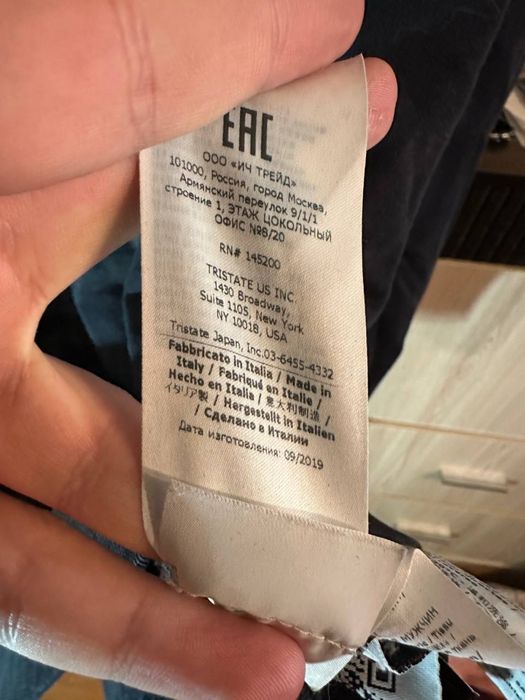 EAC
ООО «ИЧ ТРЕЙД»
101000, Россия, город Москва,
Армянский переулок 9/1/1
строение 1, ЭТАЖ ЦОКОЛЬНЫЙ
ОФИС №8/20
RN# 145200
TRISTATE US INC.
1430 Broadway,
Suite 1105, New York
NY 10018, USA
Tristate Japan, Inc.03-6455-4332
Fabbricato in Italia / Made in
Italy / Fabriqué en Italie /
Hecho en Italia / 意大利制造 /
イタリア製 / Hergestellt in Italien
/ Сделано в Италии
Дата изготовления: 09/2019
МУЖЧИН